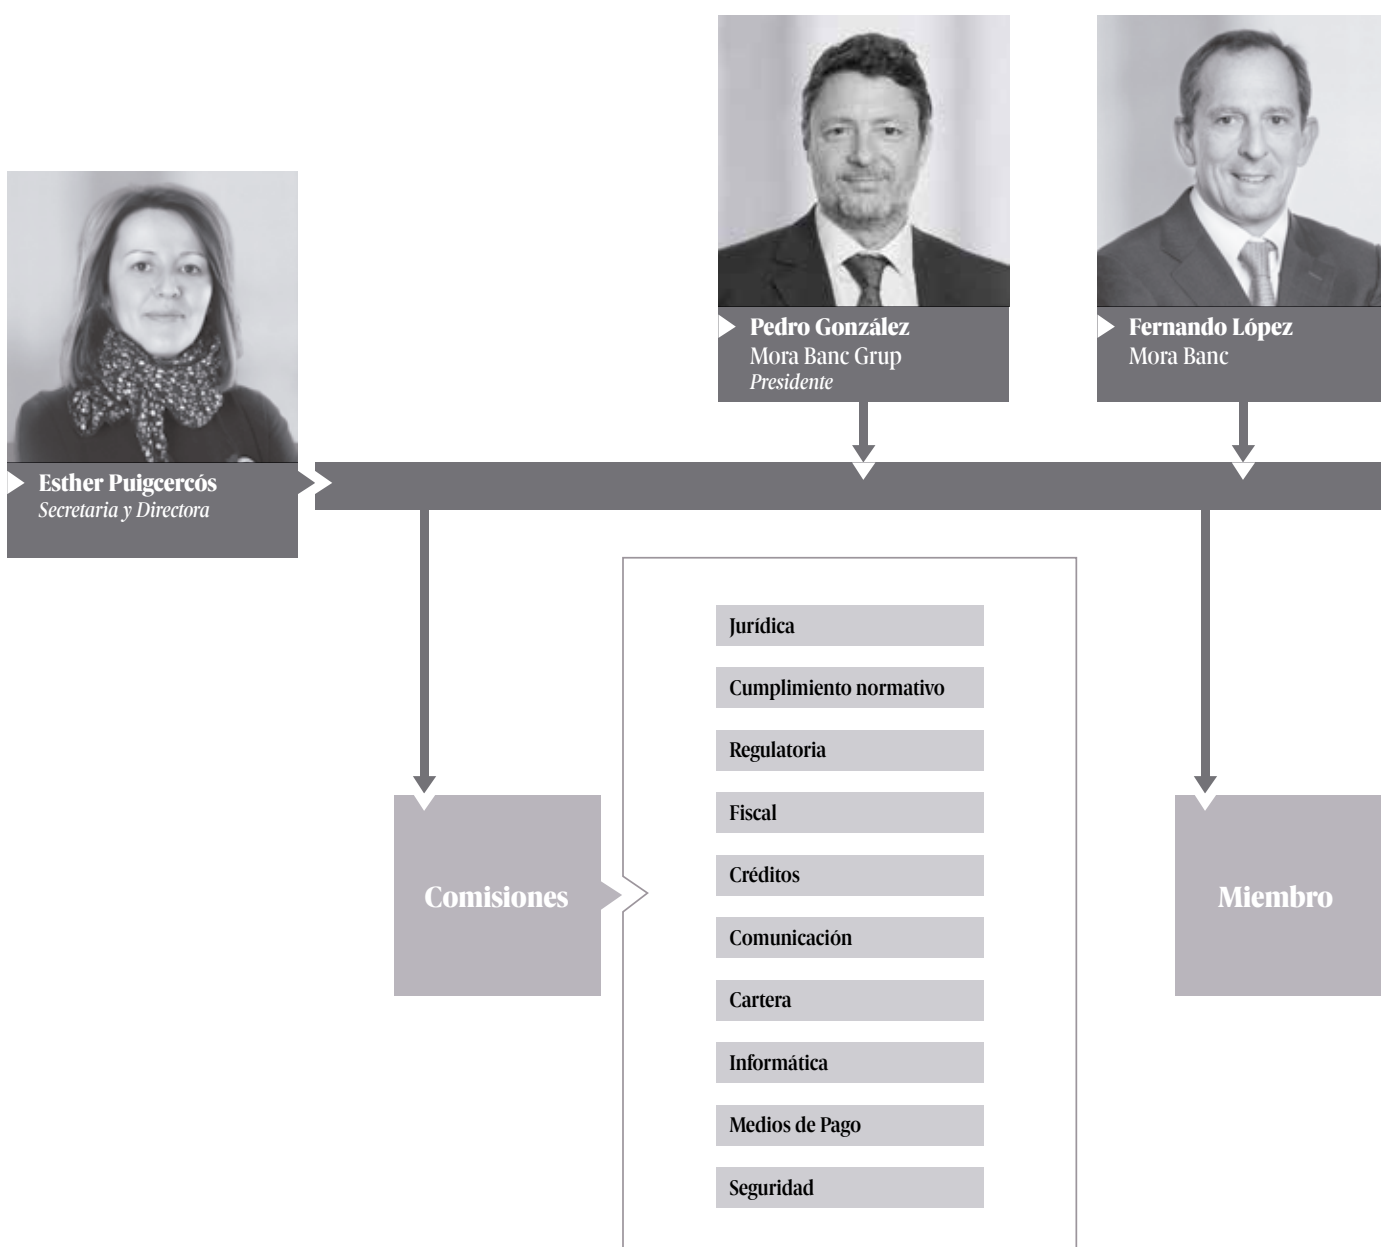 Pedro González
Mora Banc Grup
Presidente
Fernando López
Mora Banc
Esther Puigcercós
Secretaria y Directora
Jurídica
Cumplimiento normativo
Regulatoria
Fiscal
Créditos
Comunicación
Cartera
Informática
Medios de Pago
Seguridad
Comisiones
Miembro